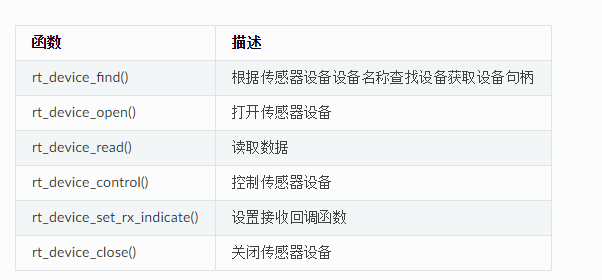 函数 描述
rt_device_find() 根据传感器设备设备名称查找设备获取设备句柄
rt_device_open() 打开传感器设备
rt_device_read() 读取数据
rt_device_control() 控制传感器设备
rt_device_set_rx_indicate() 设置接收回调函数
rt_device_close() 关闭传感器设备